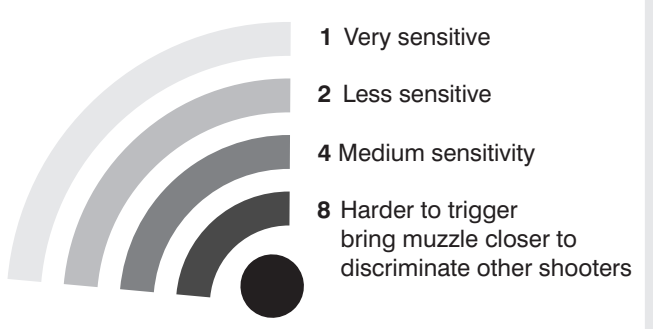 1 Very sensitive
2 Less sensitive
4 Medium sensitivity
8 Harder to trigger
bring muzzle closer to
discriminate other shooters